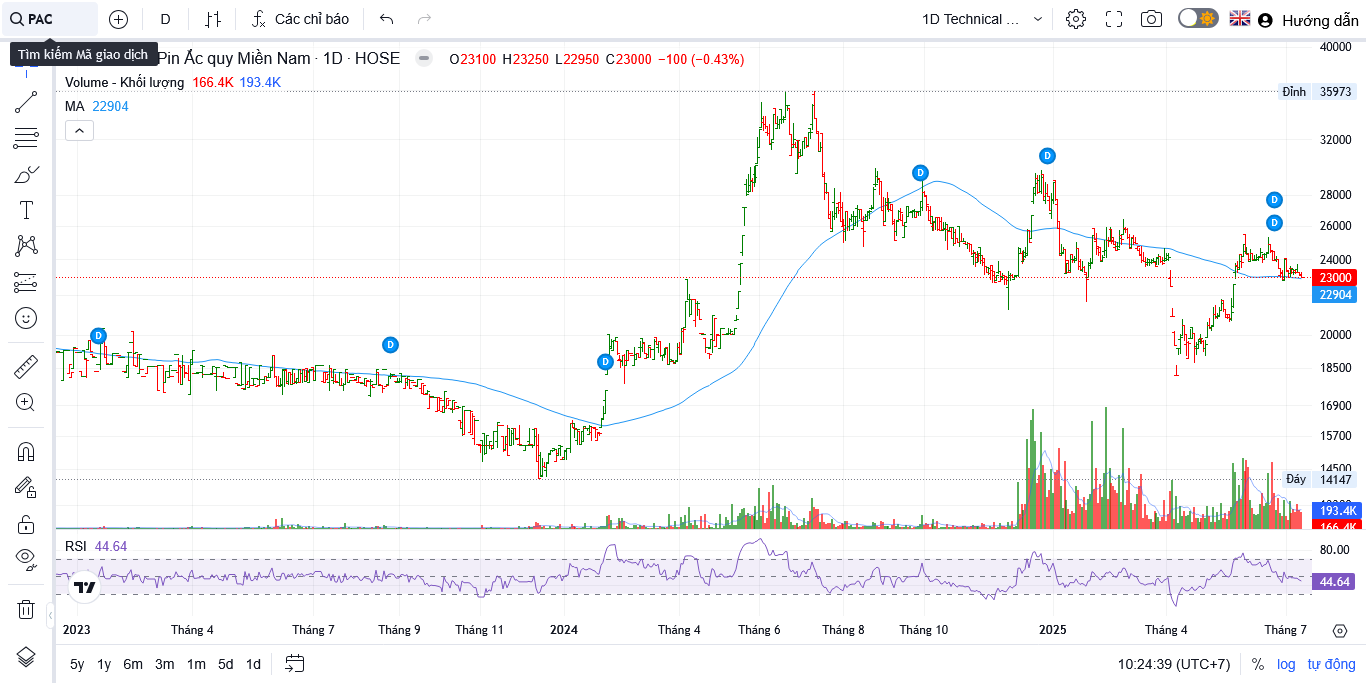 PAC
D
Các chỉ báo
1D Technical ...
Hướng dẫn
Tìm kiếm Mã giao dịch
Pin Ắc quy Miền Nam · 1D · HOSE
O23100 H23250 L22950 C23000 −100 (−0.43%)
Volume - Khối lượng 166.4K 193.4K
MA 22904
40000
Đỉnh 35973
32000
28000
26000
24000
23000
22904
20000
18500
16900
15700
14500
Đáy 14147
193.4K
166.4K
D
D
D
D
D
D
D
RSI 44.64
80.00
44.64
2023 Tháng 4 Tháng 7 Tháng 9 Tháng 11 2024 Tháng 4 Tháng 6 Tháng 8 Tháng 10 2025 Tháng 4 Tháng 7
5y 1y 6m 3m 1m 5d 1d
10:24:39 (UTC+7) % log tự động